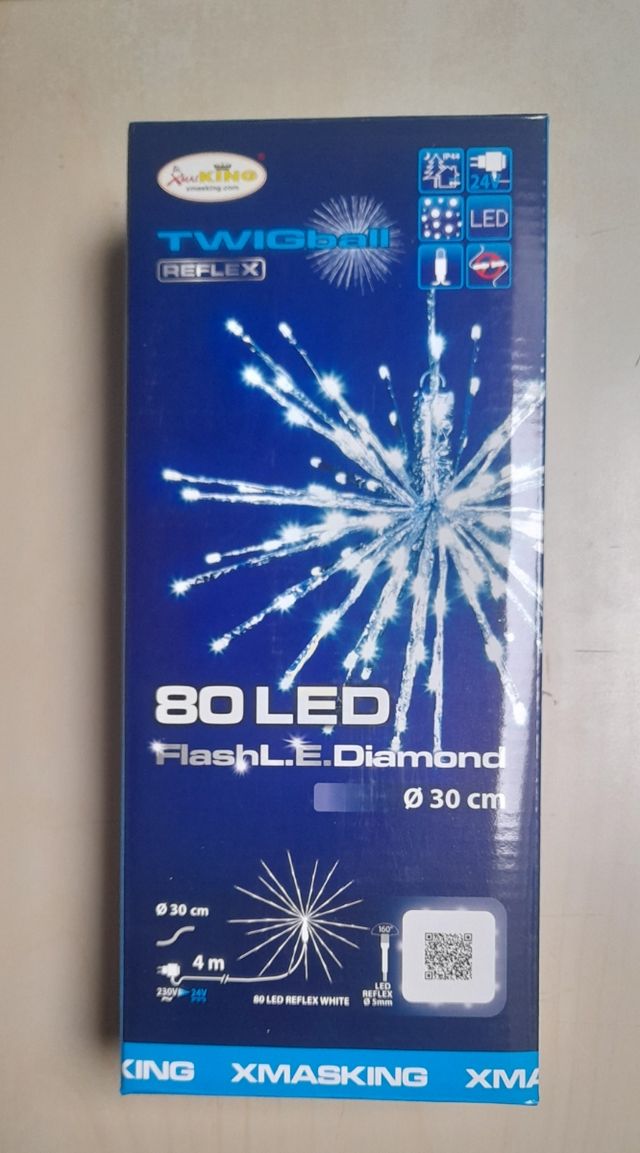 XmasKING
xmasking.com
IP44
24V
TWIGball
LED
REFLEX
80 LED
FlashL.E.Diamond
Ø 30 cm
Ø 30 cm
4 m
160°
230V 24V
80 LED REFLEX WHITE
LED
REFLEX
Ø 5mm
KING XMASKING XMA